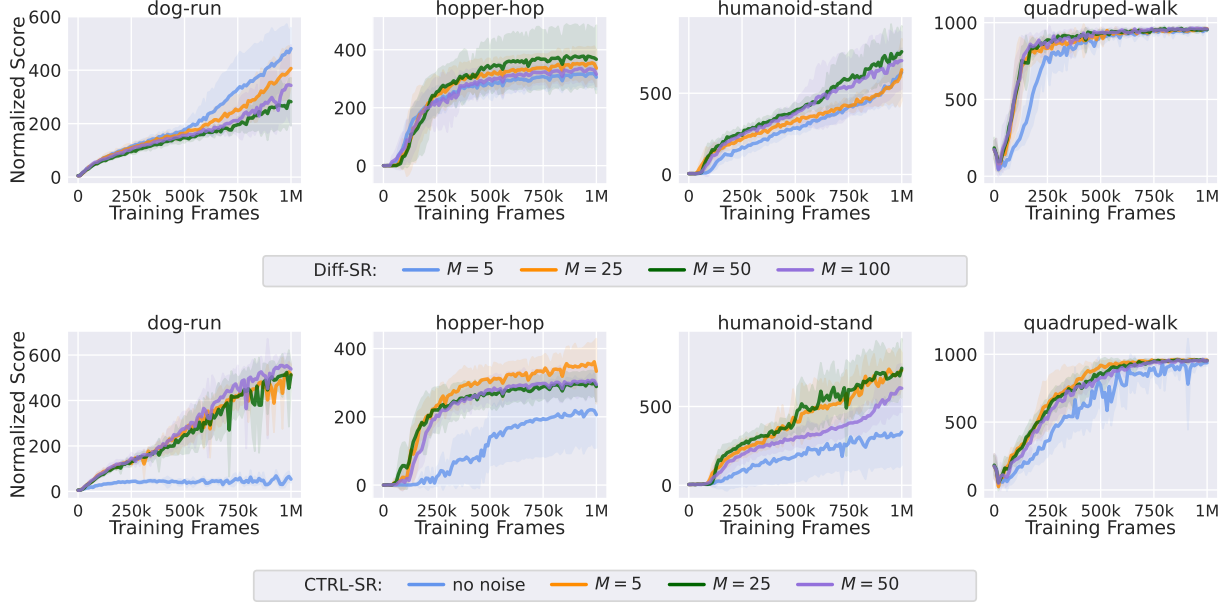 dog-run hopper-hop humanoid-stand quadruped-walk
Normalized Score
600
400
200
0
400
200
0
500
0
1000
500
0
0 250k 500k 750k 1M 0 250k 500k 750k 1M 0 250k 500k 750k 1M 0 250k 500k 750k 1M
Training Frames Training Frames Training Frames Training Frames
Diff-SR: M = 5 M = 25 M = 50 M = 100
dog-run hopper-hop humanoid-stand quadruped-walk
Normalized Score
600
400
200
0
400
200
0
500
0
1000
500
0
0 250k 500k 750k 1M 0 250k 500k 750k 1M 0 250k 500k 750k 1M 0 250k 500k 750k 1M
Training Frames Training Frames Training Frames Training Frames
CTRL-SR: no noise M = 5 M = 25 M = 50